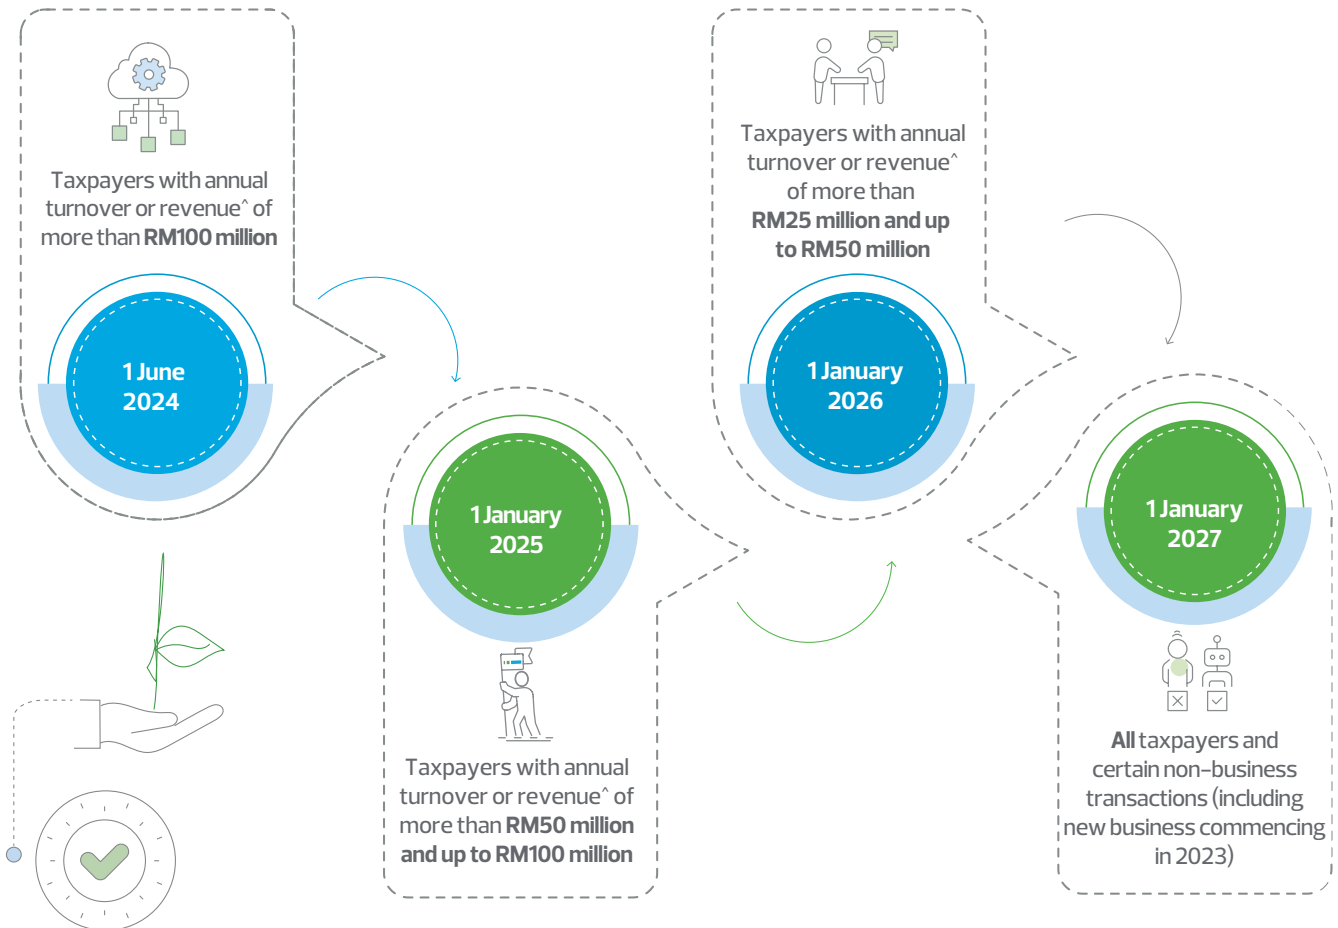 Taxpayers with annual
turnover or revenue^ of
more than RM100 million
1 June
2024
1 January
2025
Taxpayers with annual
turnover or revenue^ of
more than RM50 million
and up to RM100 million
Taxpayers with annual
turnover or revenue^
of more than
RM25 million and up
to RM50 million
1 January
2026
1 January
2027
All taxpayers and
certain non-business
transactions (including
new business commencing
in 2023)